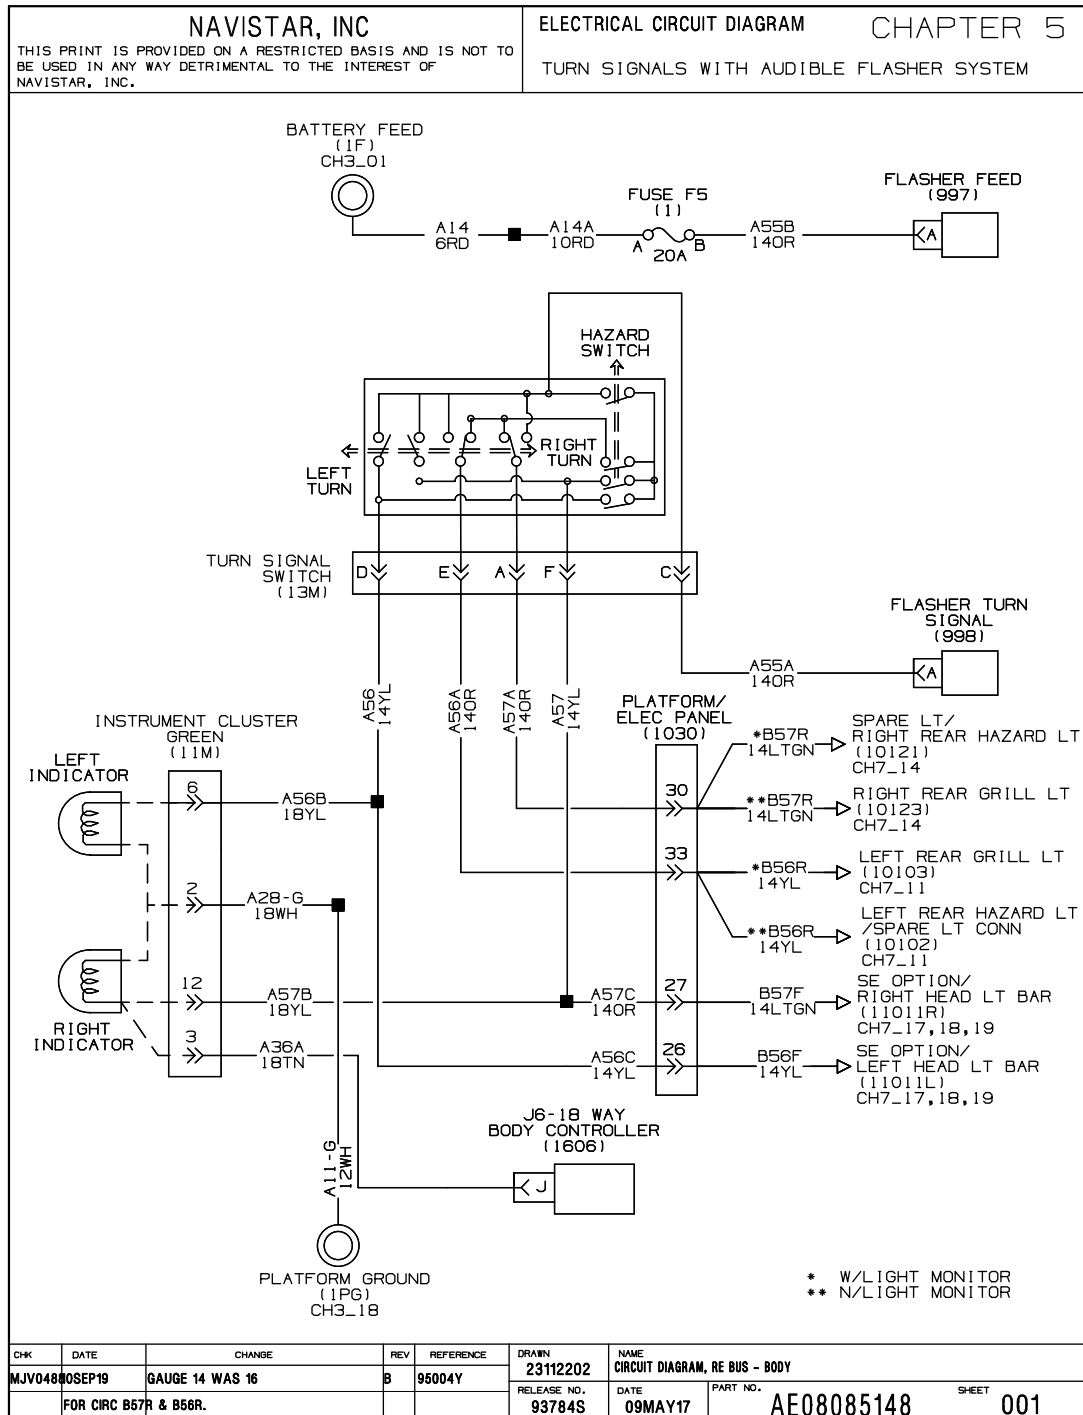 NAVISTAR, INC
THIS PRINT IS PROVIDED ON A RESTRICTED BASIS AND IS NOT TO
BE USED IN ANY WAY DETRIMENTAL TO THE INTEREST OF
NAVISTAR, INC.
ELECTRICAL CIRCUIT DIAGRAM
CHAPTER 5
TURN SIGNALS WITH AUDIBLE FLASHER SYSTEM
BATTERY FEED
(1F)
CH3_01
A14
6RD
A14A
10RD
FUSE F5
(1)
A
B
20A
A55B
14OR
FLASHER FEED
(997)
A
HAZARD
SWITCH
LEFT
TURN
RIGHT
TURN
TURN SIGNAL
SWITCH
(13M)
D
E
A
F
C
FLASHER TURN
SIGNAL
(998)
A
A55A
14OR
A56
14YL
A56A
14OR
A57A
14OR
A57
14YL
PLATFORM/
ELEC PANEL
(1030)
INSTRUMENT CLUSTER
GREEN
(11M)
LEFT
INDICATOR
6
A56B
18YL
2
A28-G
18WH
12
A57B
18YL
3
A36A
18TN
RIGHT
INDICATOR
30
33
27
26
A57C
14OR
A56C
14YL
*B57R
14LTGN
SPARE LT/
RIGHT REAR HAZARD LT
(10121)
CH7_14
**B57R
14LTGN
RIGHT REAR GRILL LT
(10123)
CH7_14
*B56R
14YL
LEFT REAR GRILL LT
(10103)
CH7_11
**B56R
14YL
LEFT REAR HAZARD LT
/SPARE LT CONN
(10102)
CH7_11
B57F
14LTGN
SE OPTION/
RIGHT HEAD LT BAR
(11011R)
CH7_17,18,19
B56F
14YL
SE OPTION/
LEFT HEAD LT BAR
(11011L)
CH7_17,18,19
J6-18 WAY
BODY CONTROLLER
(1606)
J
A11-G
12WH
PLATFORM GROUND
(1PG)
CH3_18
* W/LIGHT MONITOR
** N/LIGHT MONITOR
CHK DATE CHANGE REV REFERENCE
MJV0488 0SEP19 GAUGE 14 WAS 16 B 95004Y
FOR CIRC B57R & B56R.
DRAWN
23112202
NAME
CIRCUIT DIAGRAM, RE BUS - BODY
RELEASE NO.
93784S
DATE
09MAY17
PART NO.
AE08085148
SHEET
001